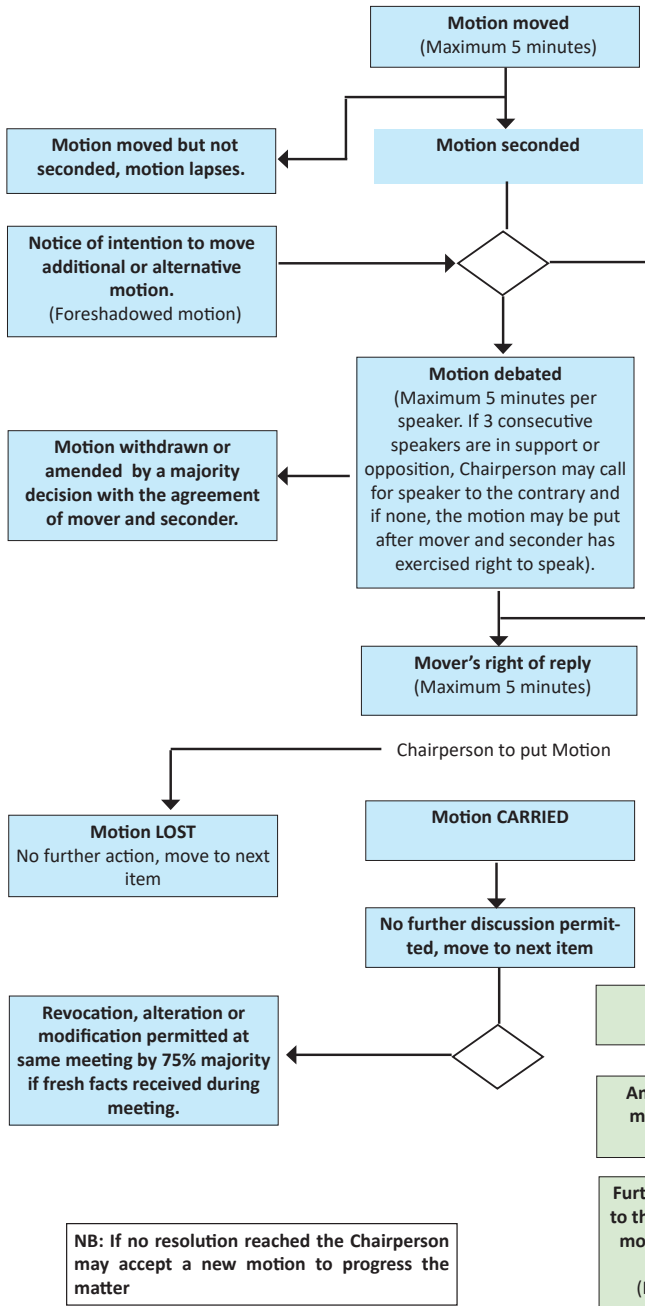 Motion moved
(Maximum 5 minutes)
Motion moved but not
seconded, motion lapses.
Motion seconded
Notice of intention to move
additional or alternative
motion.
(Foreshadowed motion)
Motion debated
(Maximum 5 minutes per
speaker. If 3 consecutive
speakers are in support or
opposition, Chairperson may call
for speaker to the contrary and
if none, the motion may be put
after mover and seconder has
exercised right to speak).
Motion withdrawn or
amended by a majority
decision with the agreement
of mover and seconder.
Mover’s right of reply
(Maximum 5 minutes)
Chairperson to put Motion
Motion LOST
No further action, move to next
item
Motion CARRIED
No further discussion permit-
ted, move to next item
Revocation, alteration or
modification permitted at
same meeting by 75% majority
if fresh facts received during
meeting.
NB: If no resolution reached the Chairperson
may accept a new motion to progress the
matter
to th